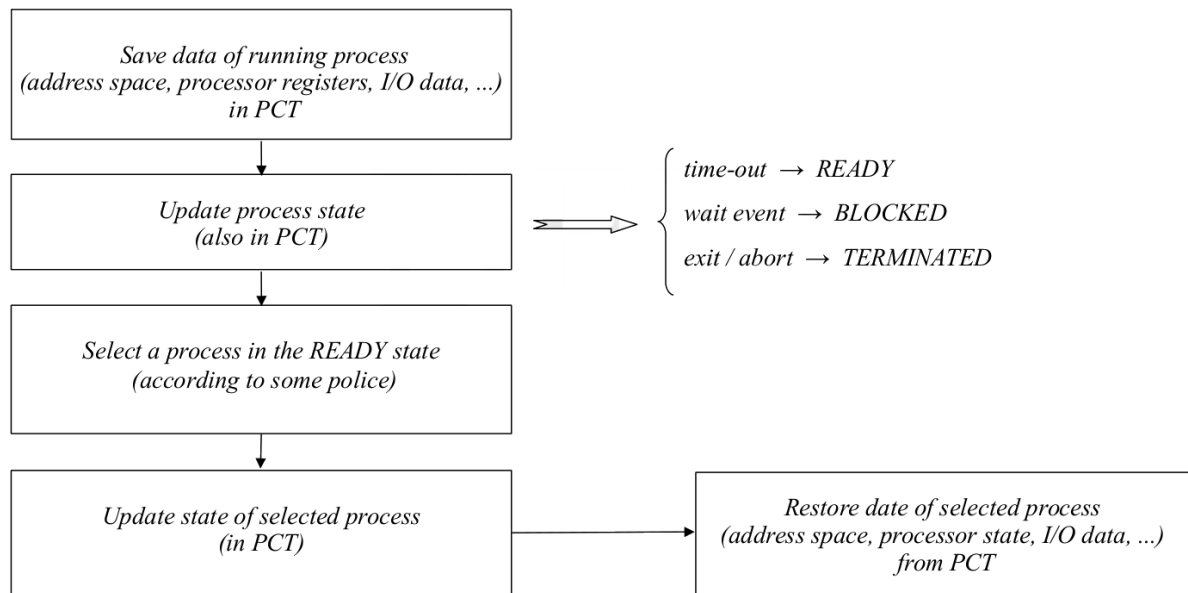 Save data of running process
(address space, processor registers, I/O data, ...)
in PCT
Update process state
(also in PCT)
time-out → READY
wait event → BLOCKED
exit / abort → TERMINATED
Select a process in the READY state
(according to some police)
Update state of selected process
(in PCT)
Restore date of selected process
(address space, processor state, I/O data, ...)
from PCT